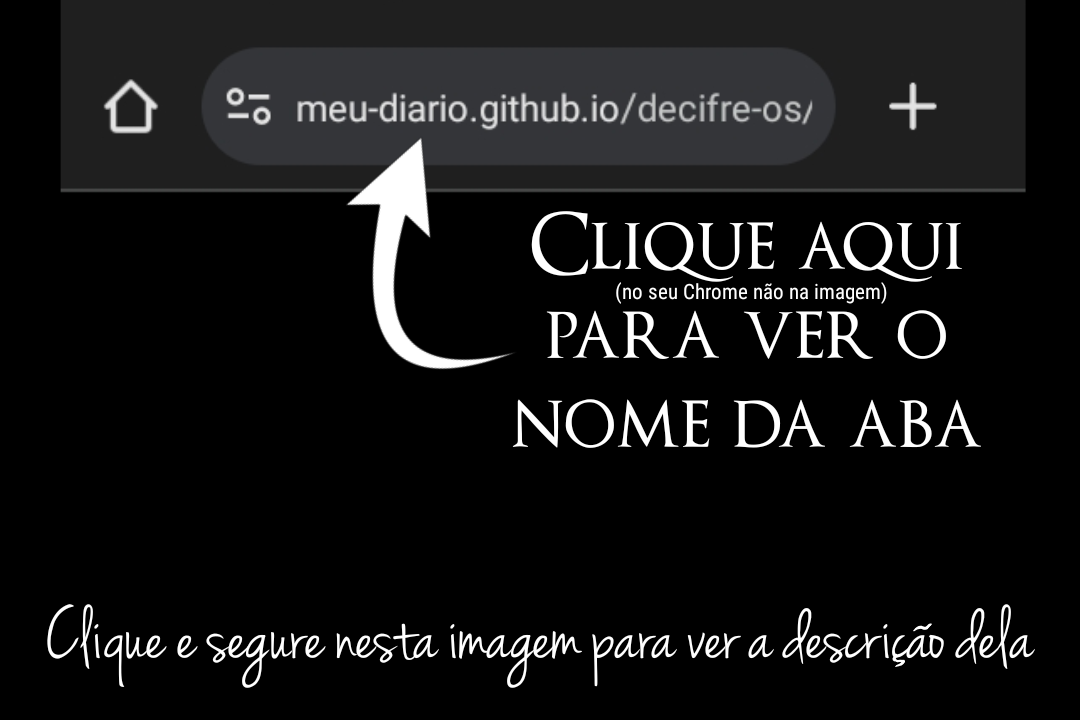 meu-diario.github.io/decifre-os/
Clique aqui
(no seu Chrome não na imagem)
para ver o
nome da aba
Clique e segure nesta imagem para ver a descrição dela